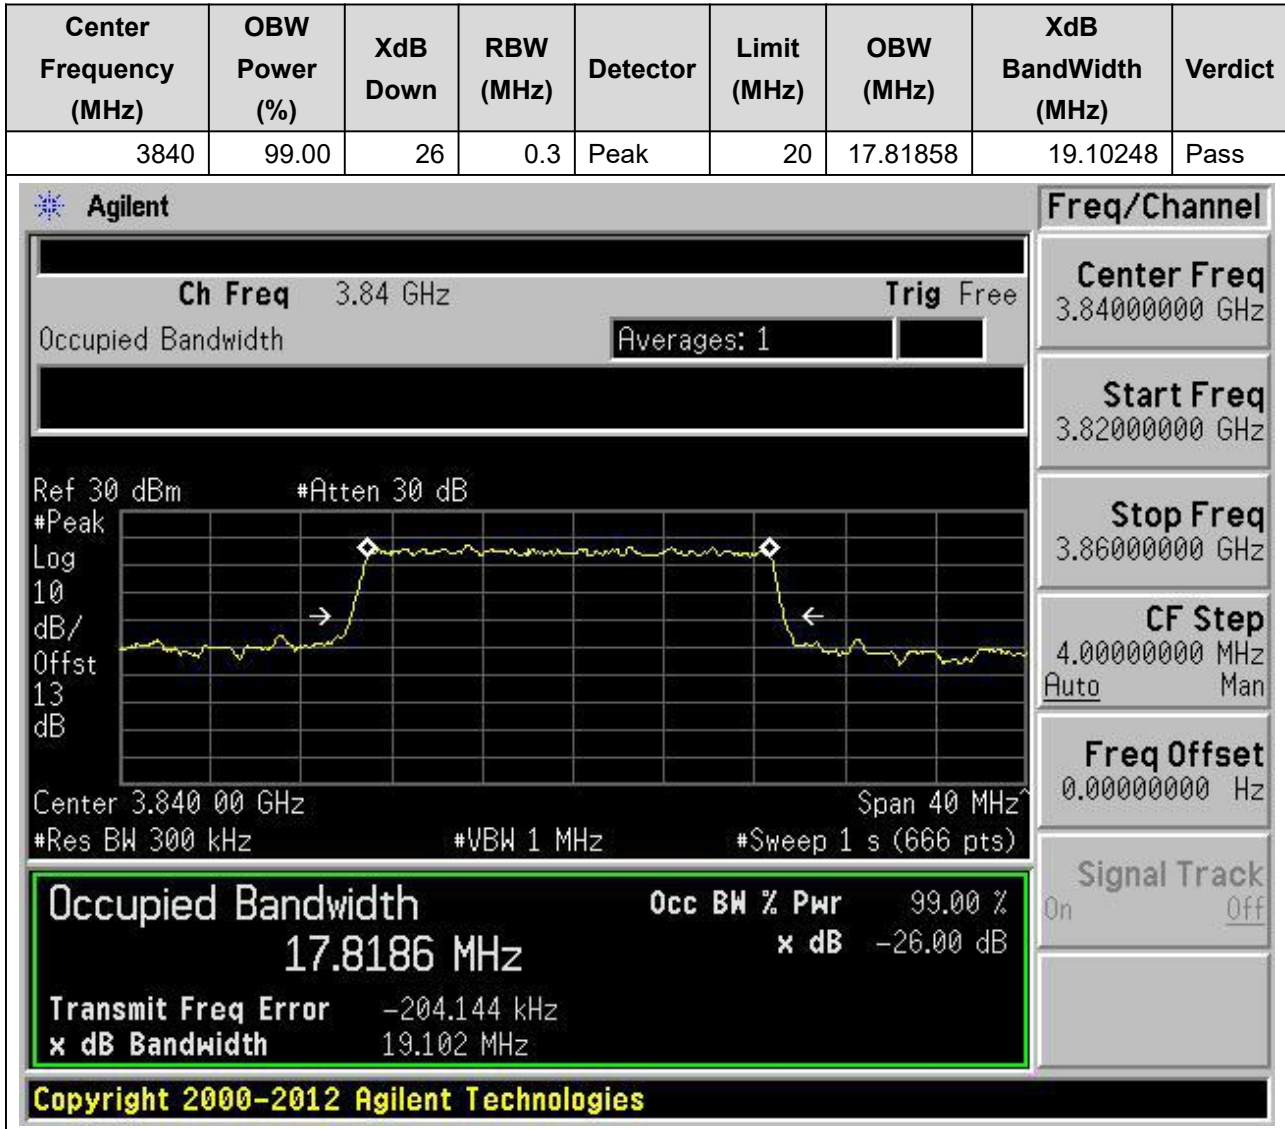 Center Frequency (MHz) OBW Power (%) XdB Down RBW (MHz) Detector Limit (MHz) OBW (MHz) XdB BandWidth (MHz) Verdict
3840 99.00 26 0.3 Peak 20 17.81858 19.10248 Pass
Agilent
Freq/Channel
Ch Freq 3.84 GHz Trig Free
Occupied Bandwidth Averages: 1
Center Freq
3.84000000 GHz
Start Freq
3.82000000 GHz
Stop Freq
3.86000000 GHz
CF Step
4.00000000 MHz
Auto Man
Freq Offset
0.00000000 Hz
Signal Track
On Off
Ref 30 dBm #Atten 30 dB
#Peak
Log
10
dB/
Offst
13
dB
Center 3.840 00 GHz Span 40 MHz^
#Res BW 300 kHz #VBW 1 MHz #Sweep 1 s (666 pts)
Occupied Bandwidth Occ BW % Pwr 99.00 %
17.8186 MHz x dB -26.00 dB
Transmit Freq Error -204.144 kHz
x dB Bandwidth 19.102 MHz
Copyright 2000-2012 Agilent Technologies